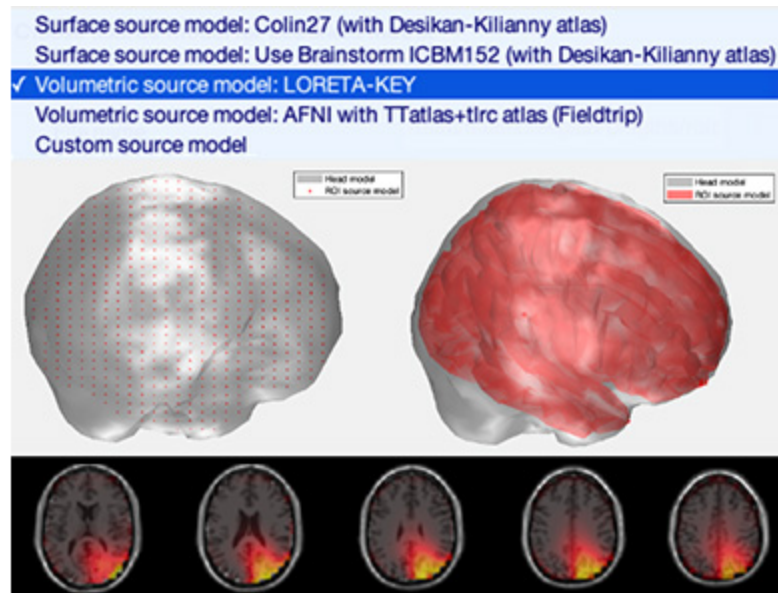 Surface source model: Colin27 (with Desikan-Kilianny atlas)
Surface source model: Use Brainstorm ICBM152 (with Desikan-Kilianny atlas)
✓ Volumetric source model: LORETA-KEY
Volumetric source model: AFNI with TTatlas+tlrc atlas (Fieldtrip)
Custom source model
Head model
ROI source model
Head model
ROI source model